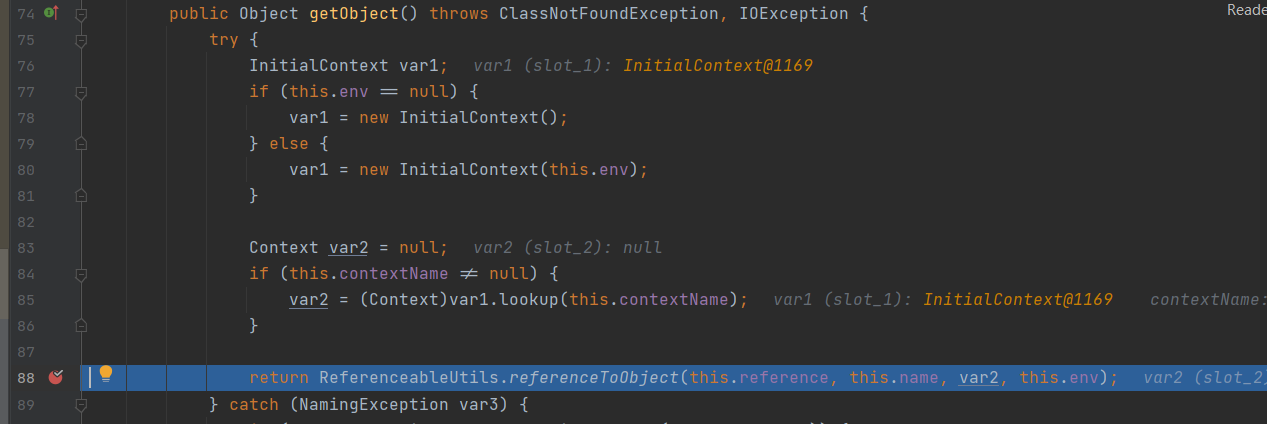 Reade
74 public Object getObject() throws ClassNotFoundException, IOException {
75 try {
76 InitialContext var1; var1 (slot_1): InitialContext@1169
77 if (this.env == null) {
78 var1 = new InitialContext();
79 } else {
80 var1 = new InitialContext(this.env);
81 }
82
83 Context var2 = null; var2 (slot_2): null
84 if (this.contextName ≠ null) {
85 var2 = (Context)var1.lookup(this.contextName); var1 (slot_1): InitialContext@1169 contextName:
86 }
87
88 return ReferenceableUtils.referenceToObject(this.reference, this.name, var2, this.env); var2 (slot_2)
89 } catch (NamingException var3) {